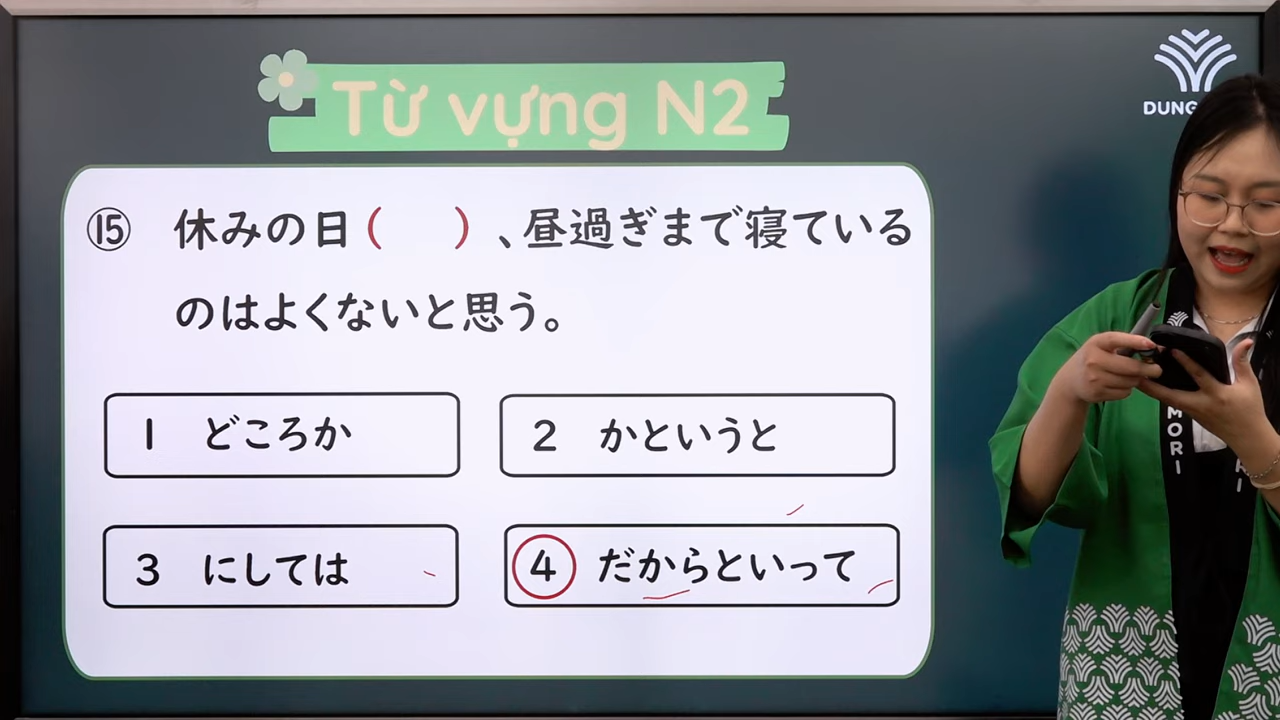 Từ vựng N2
DUNG
⑮ 休みの日( )、昼過ぎまで寝ている
のはよくないと思う。
1 どころか
2 かというと
3 にしては
4 だからといって
MORI
RI